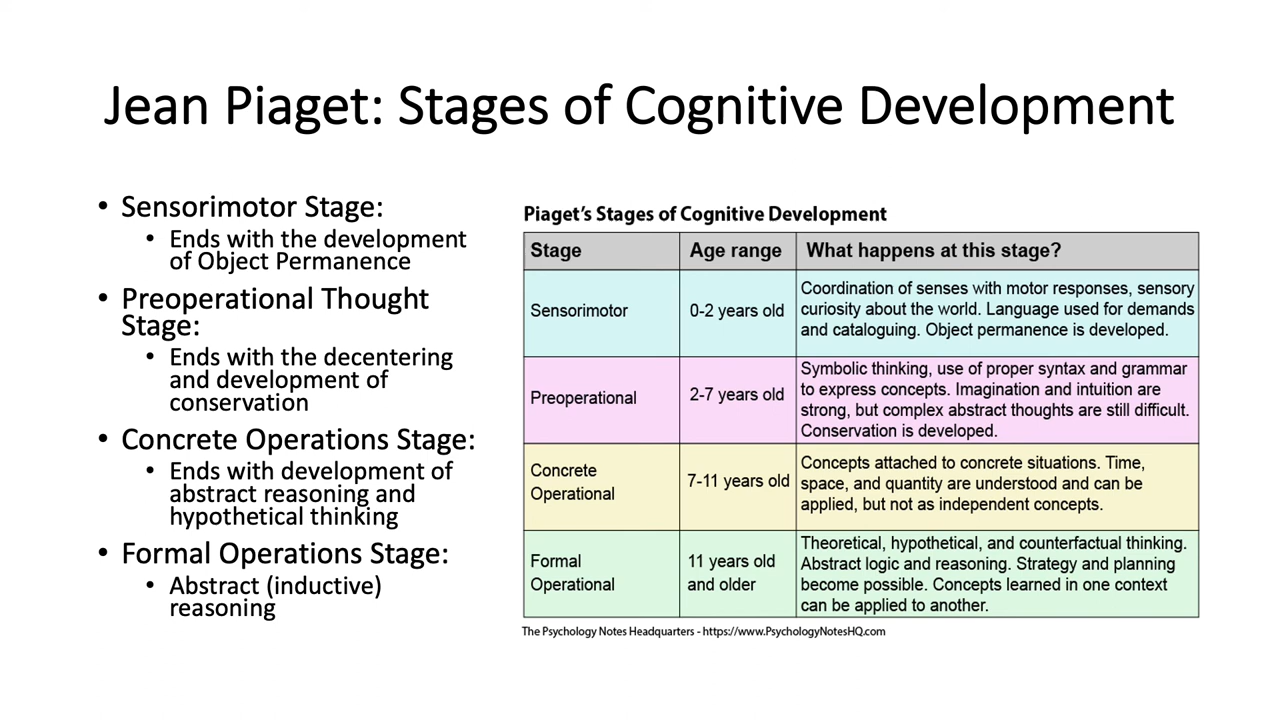 Jean Piaget: Stages of Cognitive Development
• Sensorimotor Stage:
• Ends with the development
of Object Permanence
• Preoperational Thought
Stage:
• Ends with the decentering
and development of
conservation
• Concrete Operations Stage:
• Ends with development of
abstract reasoning and
hypothetical thinking
• Formal Operations Stage:
• Abstract (inductive)
reasoning
Piaget's Stages of Cognitive Development
Stage Age range What happens at this stage?
Sensorimotor
0-2 years old
Coordination of senses with motor responses, sensory
curiosity about the world. Language used for demands
and cataloguing. Object permanence is developed.
Preoperational
2-7 years old
Symbolic thinking, use of proper syntax and grammar
to express concepts. Imagination and intuition are
strong, but complex abstract thoughts are still difficult.
Conservation is developed.
Concrete
Operational
7-11 years old
Concepts attached to concrete situations. Time,
space, and quantity are understood and can be
applied, but not as independent concepts.
Formal
Operational
11 years old
and older
Theoretical, hypothetical, and counterfactual thinking.
Abstract logic and reasoning. Strategy and planning
become possible. Concepts learned in one context
can be applied to another.
The Psychology Notes Headquarters - https://www.PsychologyNotesHQ.com